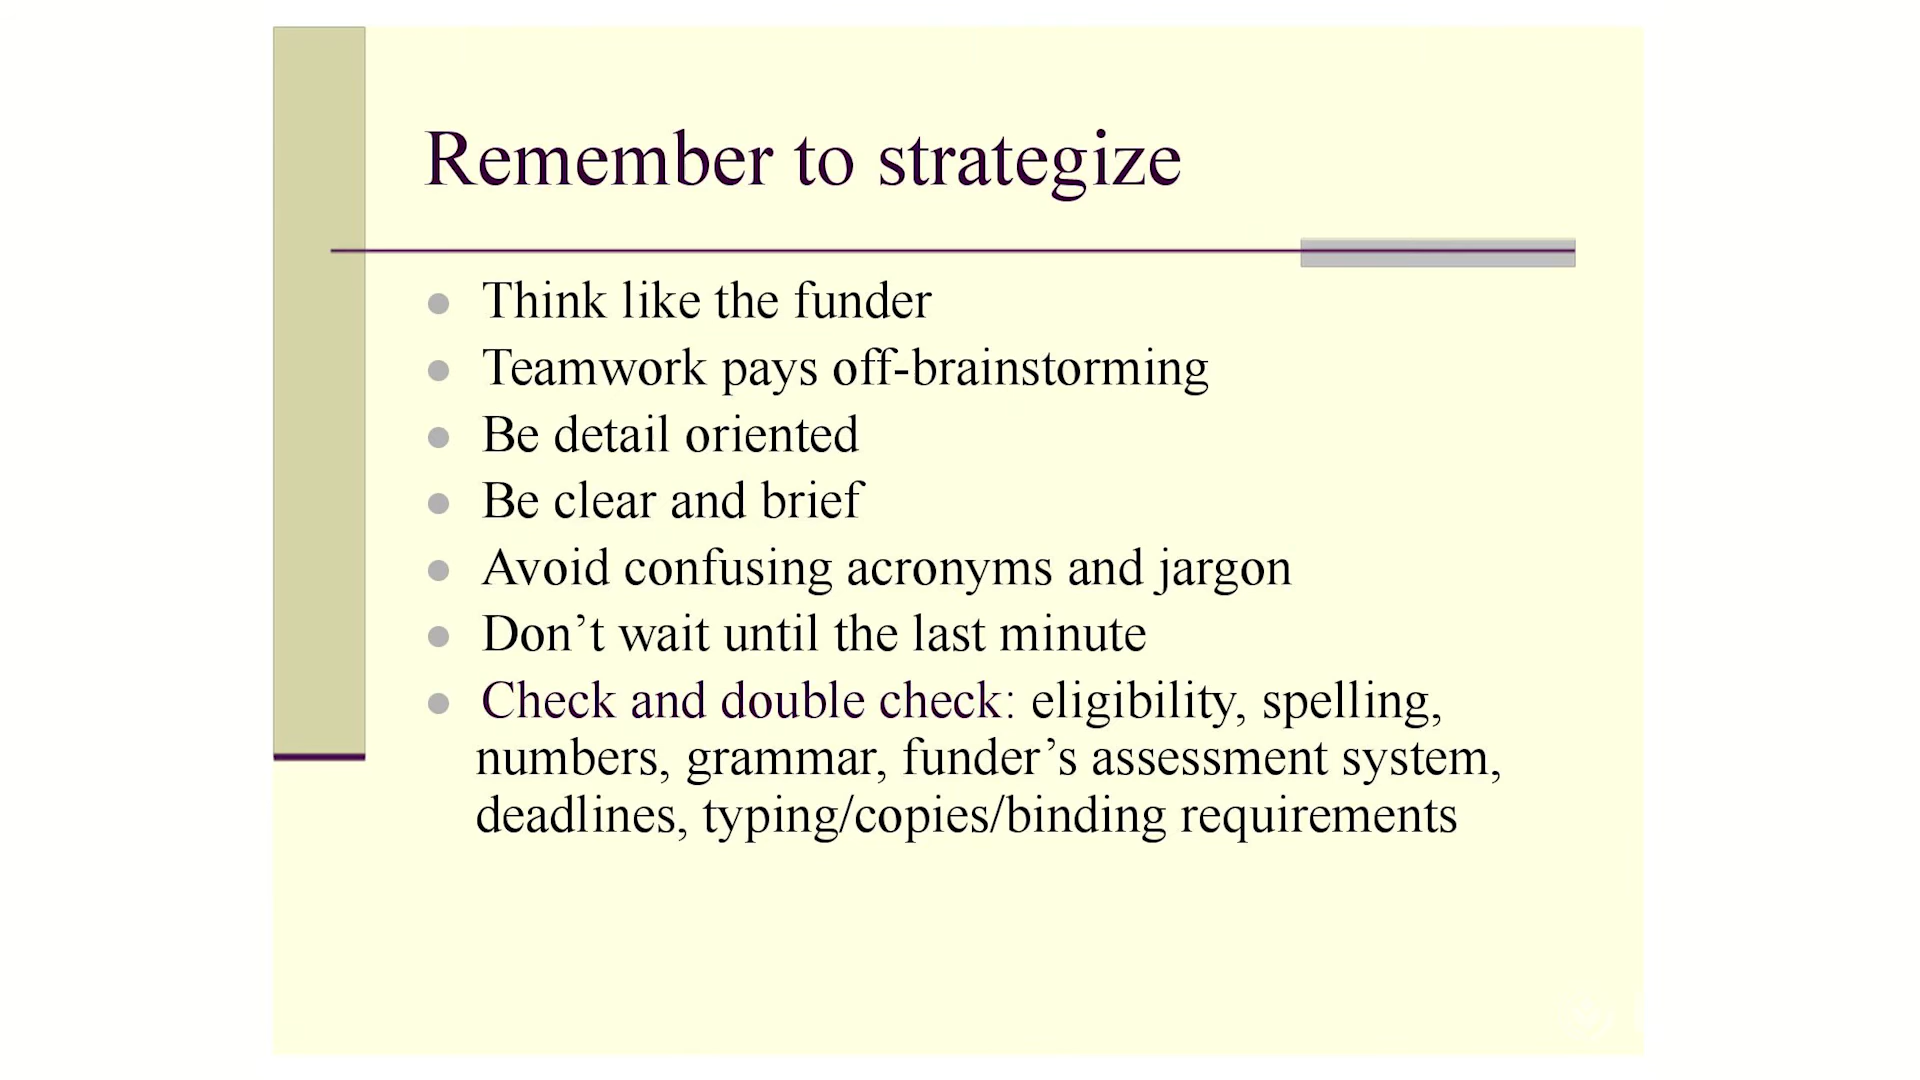 Remember to strategize
Think like the funder
Teamwork pays off-brainstorming
Be detail oriented
Be clear and brief
Avoid confusing acronyms and jargon
Don’t wait until the last minute
Check and double check: eligibility, spelling,
numbers, grammar, funder’s assessment system,
deadlines, typing/copies/binding requirements